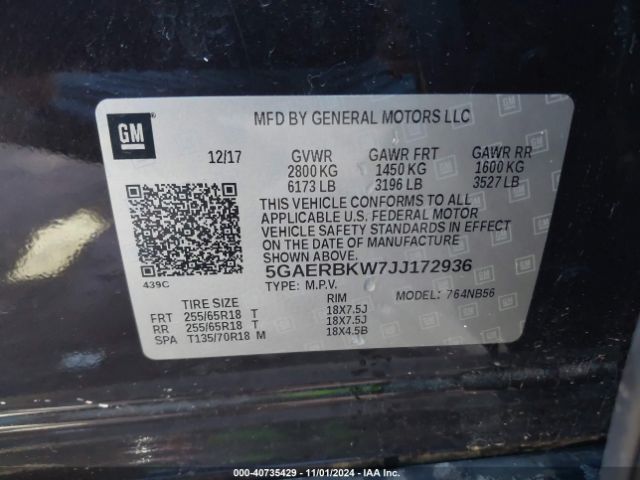 GM
®
MFD BY GENERAL MOTORS LLC
12/17 GVWR GAWR FRT GAWR RR
2800 KG 1450 KG 1600 KG
6173 LB 3196 LB 3527 LB
THIS VEHICLE CONFORMS TO ALL
APPLICABLE U.S. FEDERAL MOTOR
VEHICLE SAFETY STANDARDS IN EFFECT
ON THE DATE OF MANUFACTURE
SHOWN ABOVE.
439C
5GAERBKW7JJ172936
TYPE: M.P.V. MODEL: 764NB56
TIRE SIZE RIM
FRT 255/65R18 T 18X7.5J
RR 255/65R18 T 18X7.5J
SPA T135/70R18 M 18X4.5B
000-40735429 - 11/01/2024 - IAA Inc.